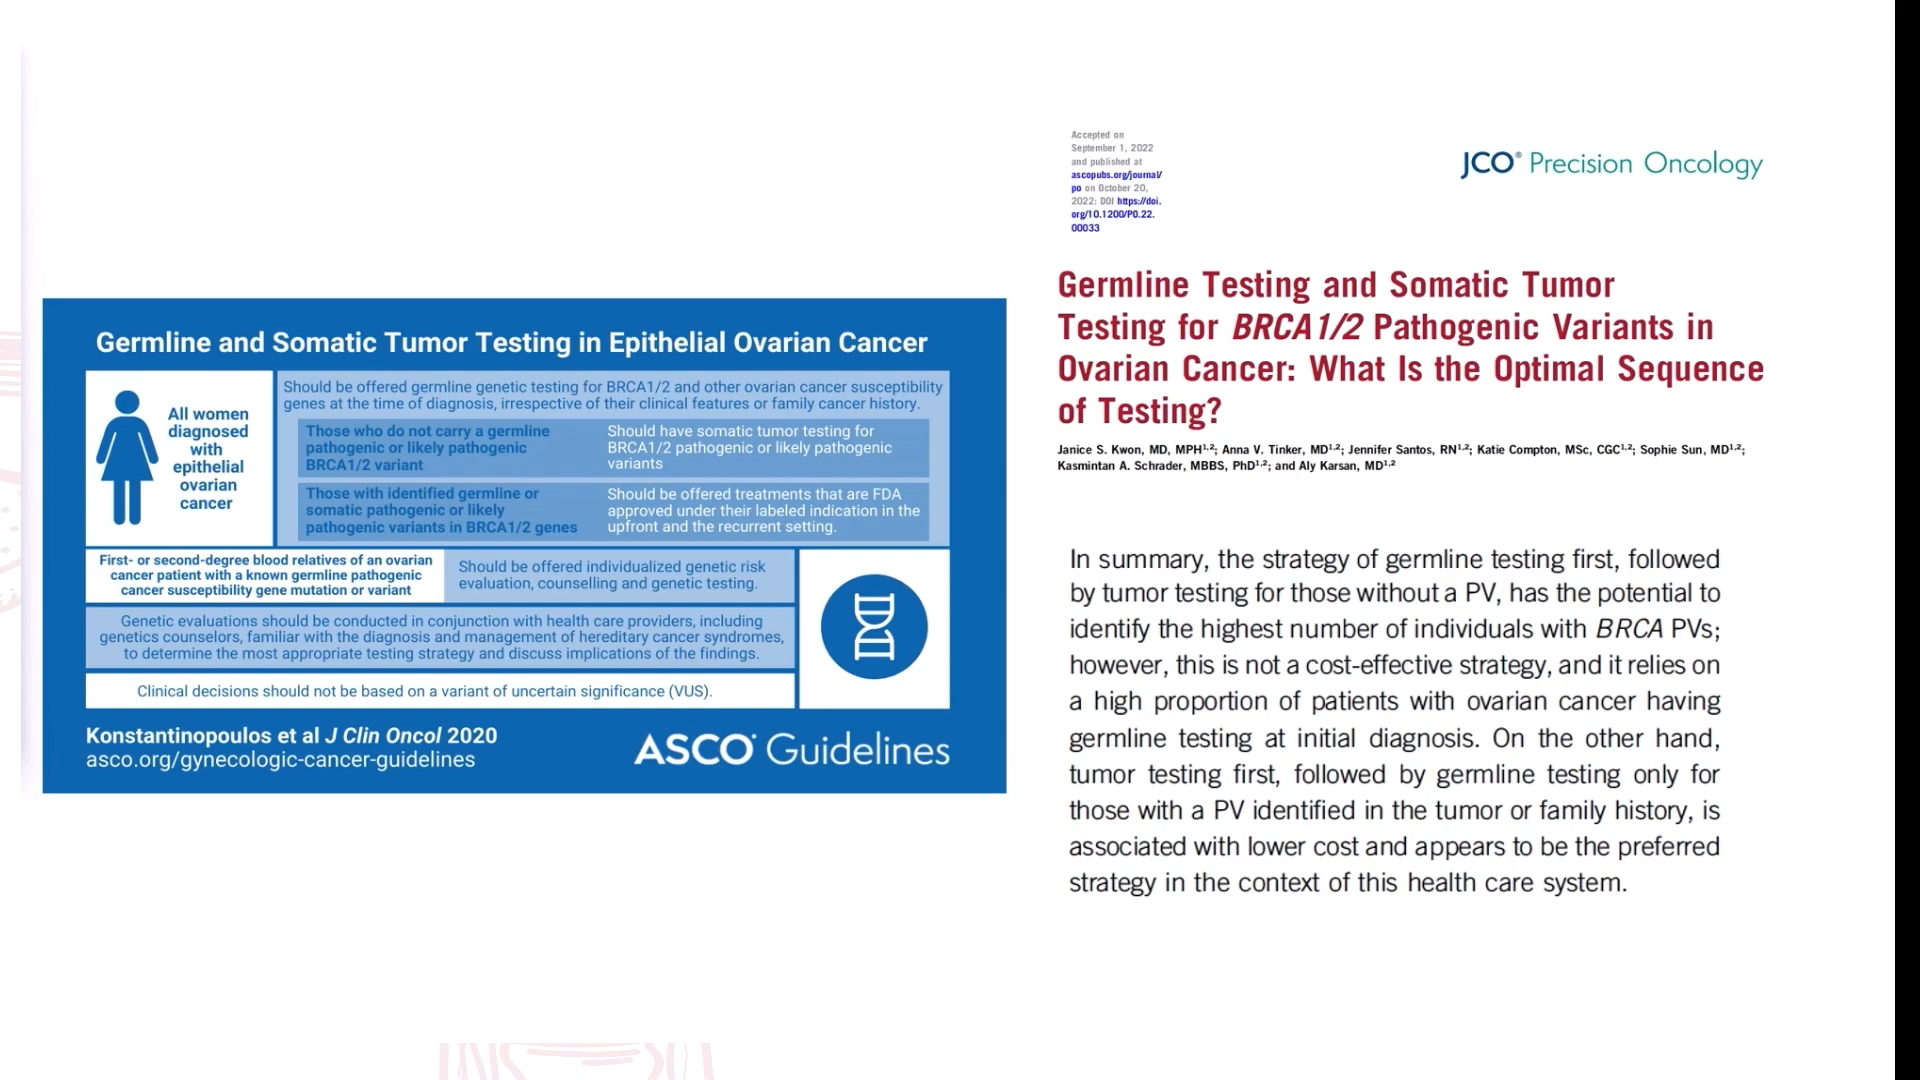 Germline and Somatic Tumor Testing in Epithelial Ovarian Cancer
All women
diagnosed
with
epithelial
ovarian
cancer
Should be offered germline genetic testing for BRCA1/2 and other ovarian cancer susceptibility
genes at the time of diagnosis, irrespective of their clinical features or family cancer history.
Those who do not carry a germline
pathogenic or likely pathogenic
BRCA1/2 variant
Should have somatic tumor testing for
BRCA1/2 pathogenic or likely pathogenic
variants
Those with identified germline or
somatic pathogenic or likely
pathogenic variants in BRCA1/2 genes
Should be offered treatments that are FDA
approved under their labeled indication in the
upfront and the recurrent setting.
First- or second-degree blood relatives of an ovarian
cancer patient with a known germline pathogenic
cancer susceptibility gene mutation or variant
Should be offered individualized genetic risk
evaluation, counselling and genetic testing.
Genetic evaluations should be conducted in conjunction with health care providers, including
genetics counselors, familiar with the diagnosis and management of hereditary cancer syndromes,
to determine the most appropriate testing strategy and discuss implications of the findings.
Clinical decisions should not be based on a variant of uncertain significance (VUS).
Konstantinopoulos et al J Clin Oncol 2020
asco.org/gynecologic-cancer-guidelines
ASCO Guidelines
Accepted on
September 1, 2022
and published at
ascopubs.org/journal/
po on October 20,
2022: DOI https://doi.
org/10.1200/PO.22.
00033
JCO® Precision Oncology
Germline Testing and Somatic Tumor
Testing for BRCA1/2 Pathogenic Variants in
Ovarian Cancer: What Is the Optimal Sequence
of Testing?
Janice S. Kwon, MD, MPH1,2; Anna V. Tinker, MD1,2; Jennifer Santos, RN1,2; Katie Compton, MSc, CGC1,2; Sophie Sun, MD1,2;
Kasmintan A. Schrader, MBBS, PhD1,2; and Aly Karsan, MD1,2
In summary, the strategy of germline testing first, followed
by tumor testing for those without a PV, has the potential to
identify the highest number of individuals with BRCA PVs;
however, this is not a cost-effective strategy, and it relies on
a high proportion of patients with ovarian cancer having
germline testing at initial diagnosis. On the other hand,
tumor testing first, followed by germline testing only for
those with a PV identified in the tumor or family history, is
associated with lower cost and appears to be the preferred
strategy in the context of this health care system.